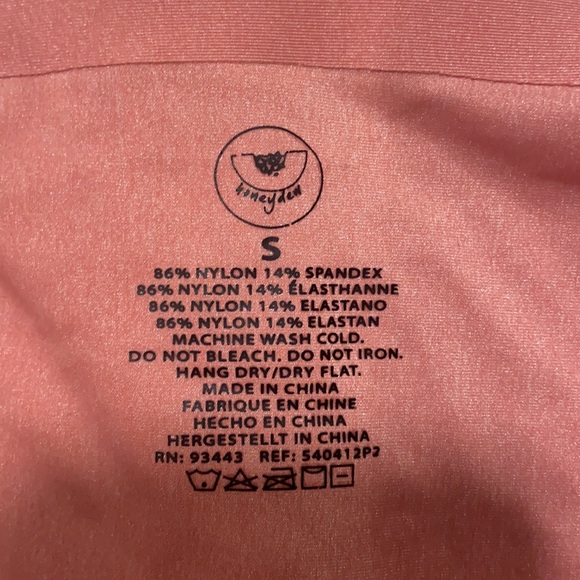 honeydew
S
86% NYLON 14% SPANDEX
86% NYLON 14% ÉLASTHANNE
86% NYLON 14% ELASTANO
86% NYLON 14% ELASTAN
MACHINE WASH COLD.
DO NOT BLEACH. DO NOT IRON.
HANG DRY/DRY FLAT.
MADE IN CHINA
FABRIQUE EN CHINE
HECHO EN CHINA
HERGESTELLT IN CHINA
RN: 93443 REF: 540412P2